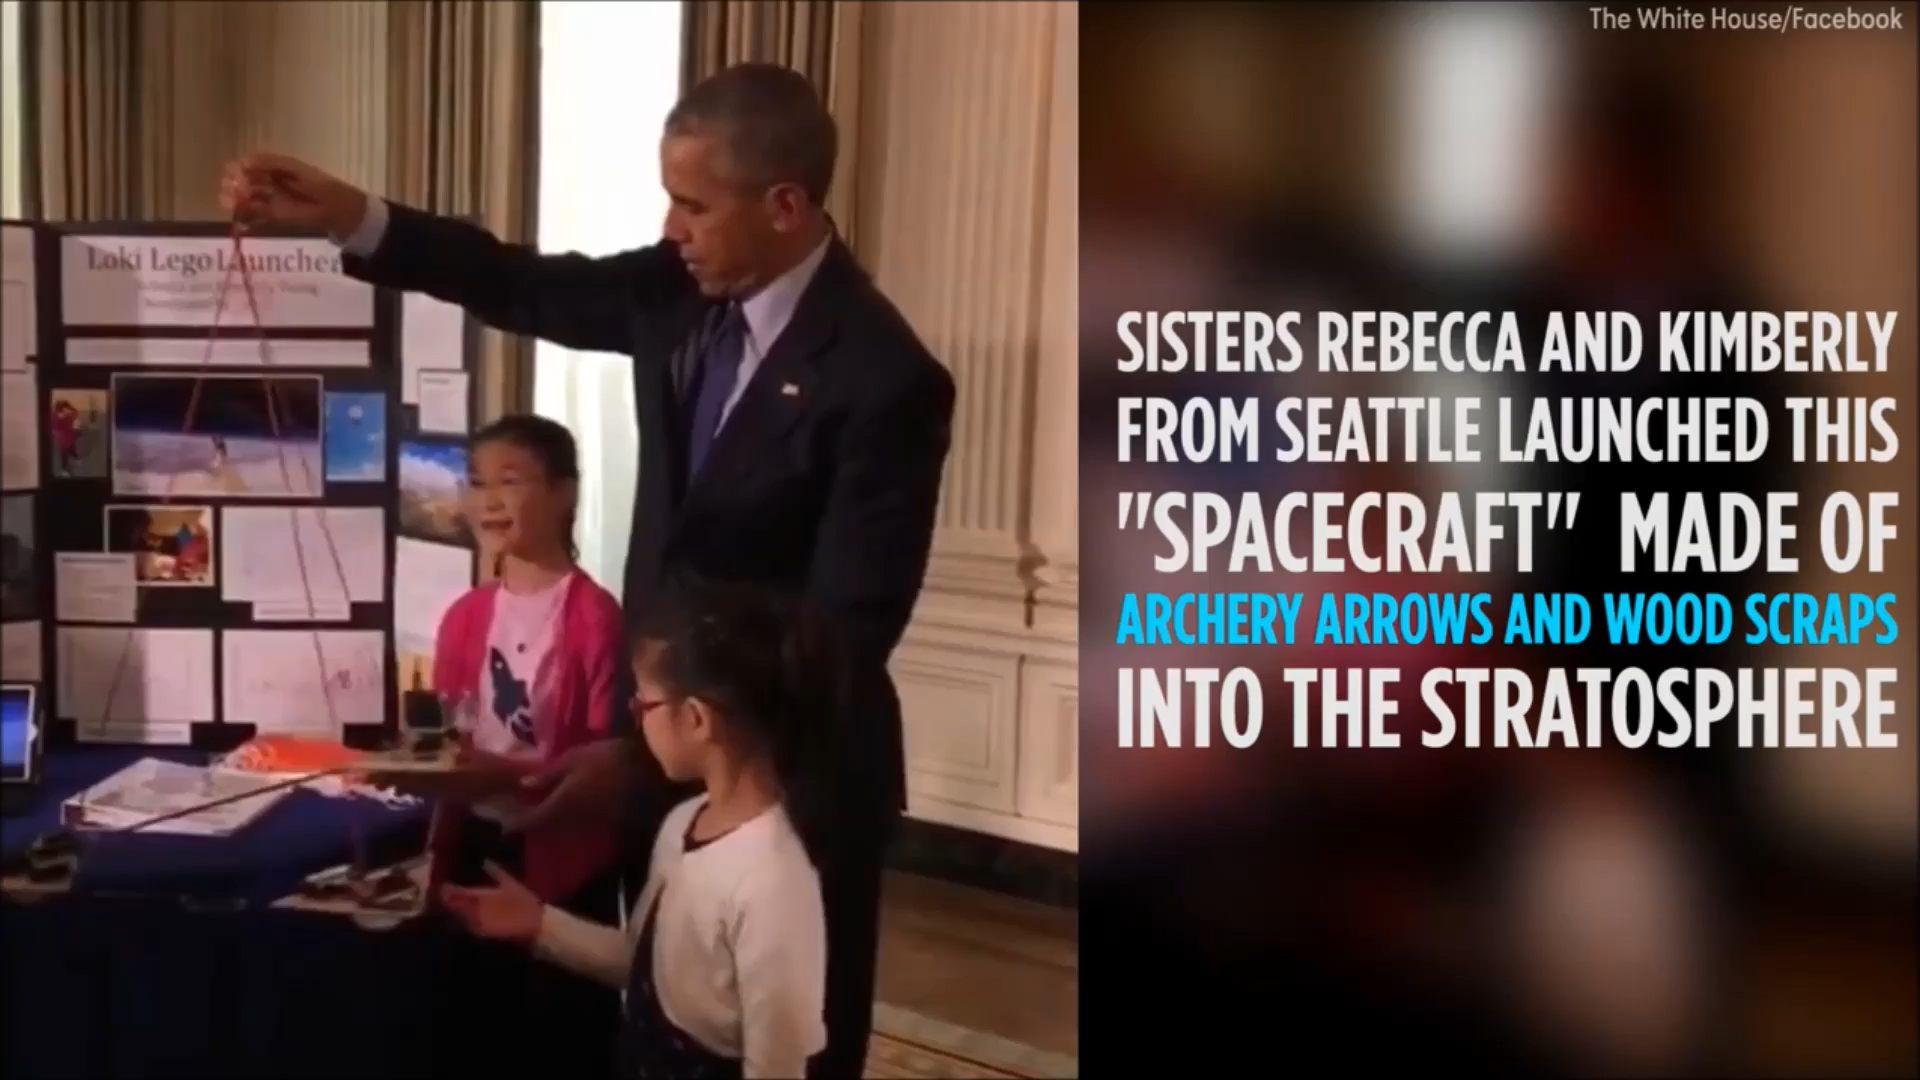 The White House/Facebook
Loki Lego Launcher
SISTERS REBECCA AND KIMBERLY
FROM SEATTLE LAUNCHED THIS
"SPACECRAFT" MADE OF
ARCHERY ARROWS AND WOOD SCRAPS
INTO THE STRATOSPHERE